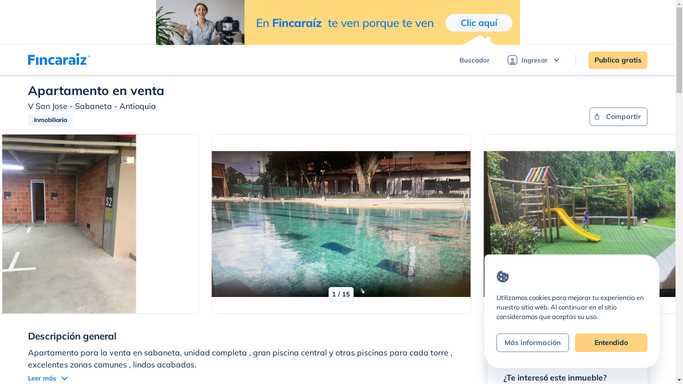 En Fincaraíz te ven porque te ven
Clic aquí
Fincaraiz
Buscador
Ingresar
Publica gratis
Apartamento en venta
V San Jose - Sabaneta - Antioquia
Inmobiliaria
Compartir
52
1 / 15
Utilizamos cookies para mejorar tu experiencia en
nuestro sitio web. Al continuar en el sitio
consideramos que aceptas su uso.
Más información
Entendido
Descripción general
Apartamento para la venta en sabaneta, unidad completa , gran piscina central y otras piscinas para cada torre ,
excelentes zonas comunes , lindos acabados.
Leer más
¿Te interesó este inmueble?